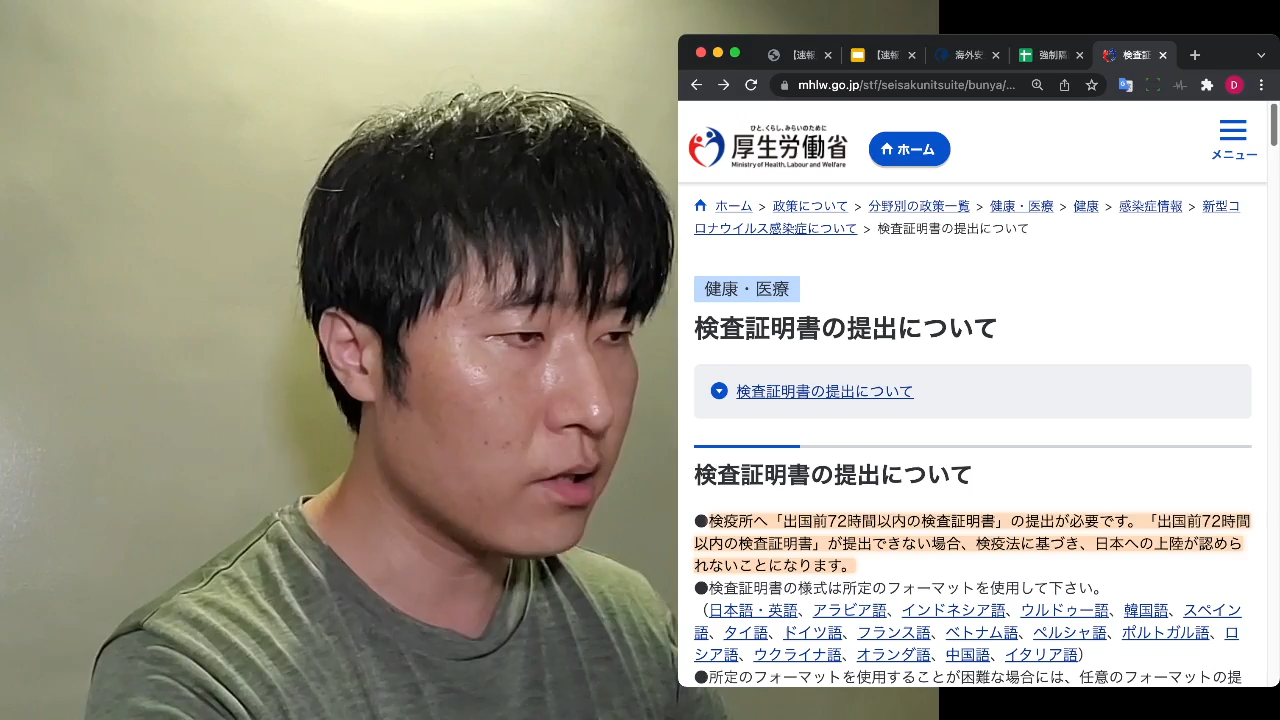 【速報
【速報
海外安
強制隔
検査証
mhlw.go.jp/stf/seisakunitsuite/bunya/...
D
ひと、くらし、みらいのために
厚生労働省
Ministry of Health, Labour and Welfare
ホーム
メニュー
ホーム > 政策について > 分野別の政策一覧 > 健康・医療 > 健康 > 感染症情報 > 新型コ
ロナウイルス感染症について > 検査証明書の提出について
健康・医療
検査証明書の提出について
検査証明書の提出について
検査証明書の提出について
●検疫所へ「出国前72時間以内の検査証明書」の提出が必要です。「出国前72時間
以内の検査証明書」が提出できない場合、検疫法に基づき、日本への上陸が認めら
れないことになります。
●検査証明書の様式は所定のフォーマットを使用して下さい。
（日本語・英語、アラビア語、インドネシア語、ウルドゥー語、韓国語、スペイン
語、タイ語、ドイツ語、フランス語、ベトナム語、ペルシャ語、ポルトガル語、ロ
シア語、ウクライナ語、オランダ語、中国語、イタリア語）
●所定のフォーマットを使用することが困難な場合には、任意のフォーマットの提